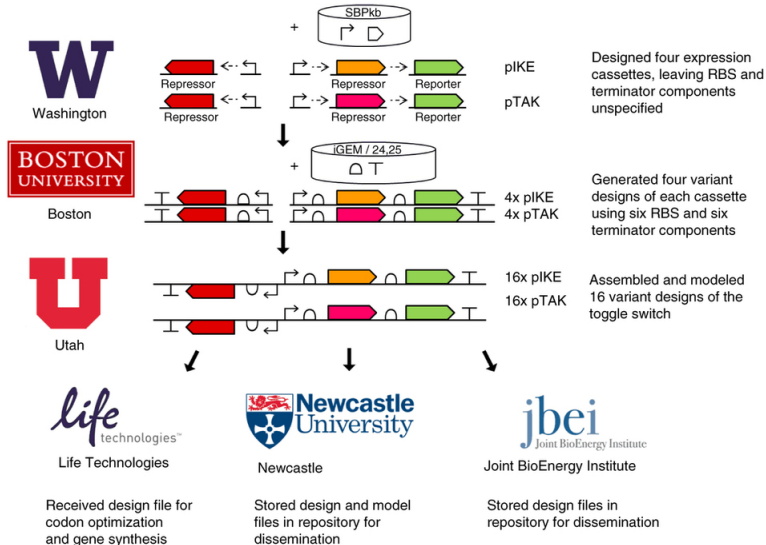 SBPkb
+
W
Washington
Repressor
Repressor
Reporter
pIKE
Repressor
Repressor
Reporter
pTAK
Designed four expression
cassettes, leaving RBS and
terminator components
unspecified
BOSTON
UNIVERSITY
Boston
iGEM / 24,25
+
4x pIKE
4x pTAK
Generated four variant
designs of each cassette
using six RBS and six
terminator components
U
Utah
16x pIKE
16x pTAK
Assembled and modeled
16 variant designs of the
toggle switch
life
technologies™
Life Technologies
Newcastle
University
Newcastle
jbei
Joint BioEnergy Institute
Joint BioEnergy Institute
Received design file for
codon optimization
and gene synthesis
Stored design and model
files in repository for
dissemination
Stored design files in
repository for dissemination